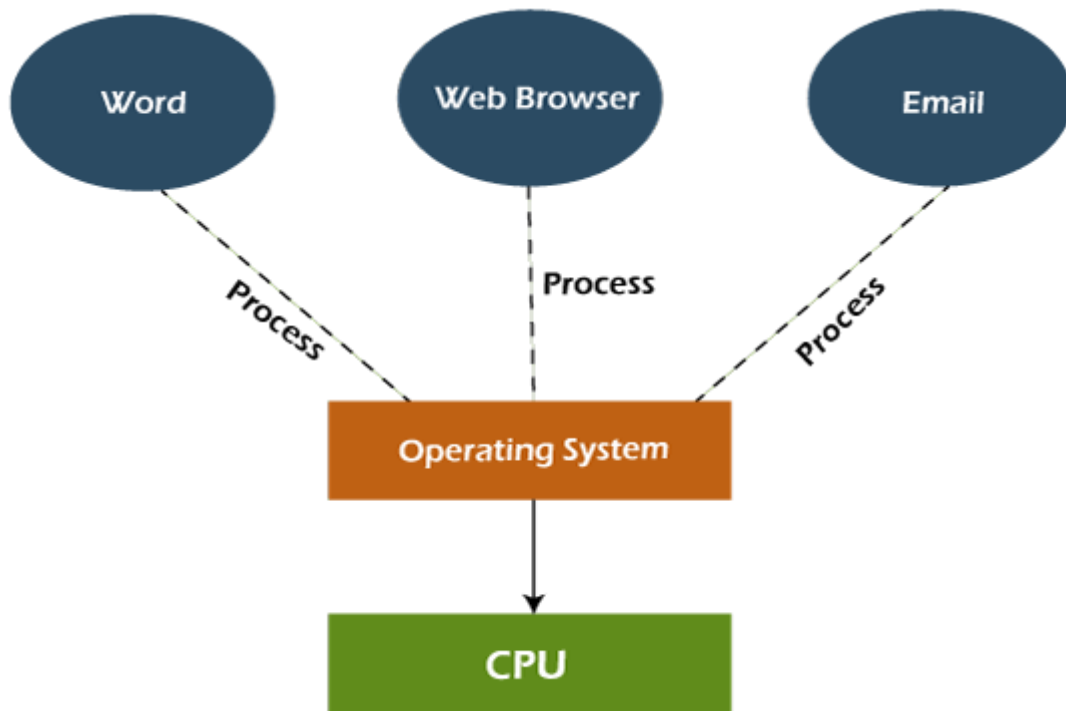 Word
Web Browser
Email
Process
Process
Process
Operating System
CPU